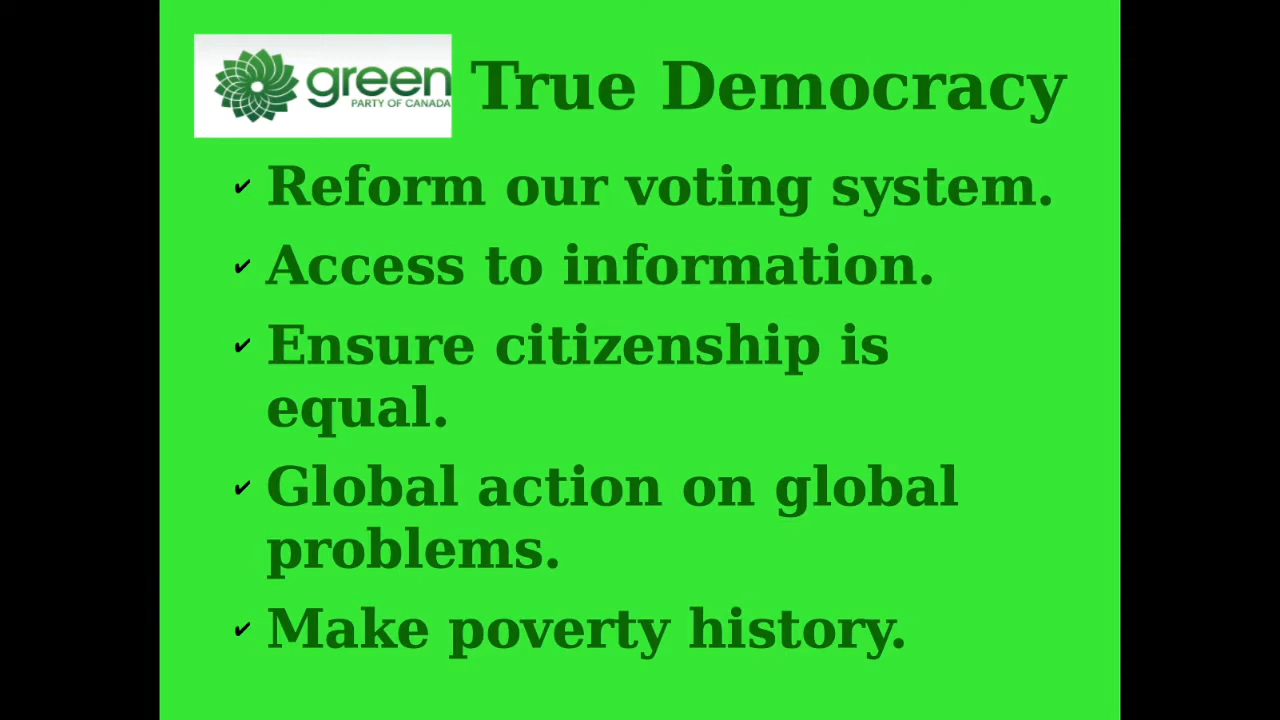 green
PARTY OF CANADA
True Democracy
✔ Reform our voting system.
✔ Access to information.
✔ Ensure citizenship is
equal.
✔ Global action on global
problems.
✔ Make poverty history.